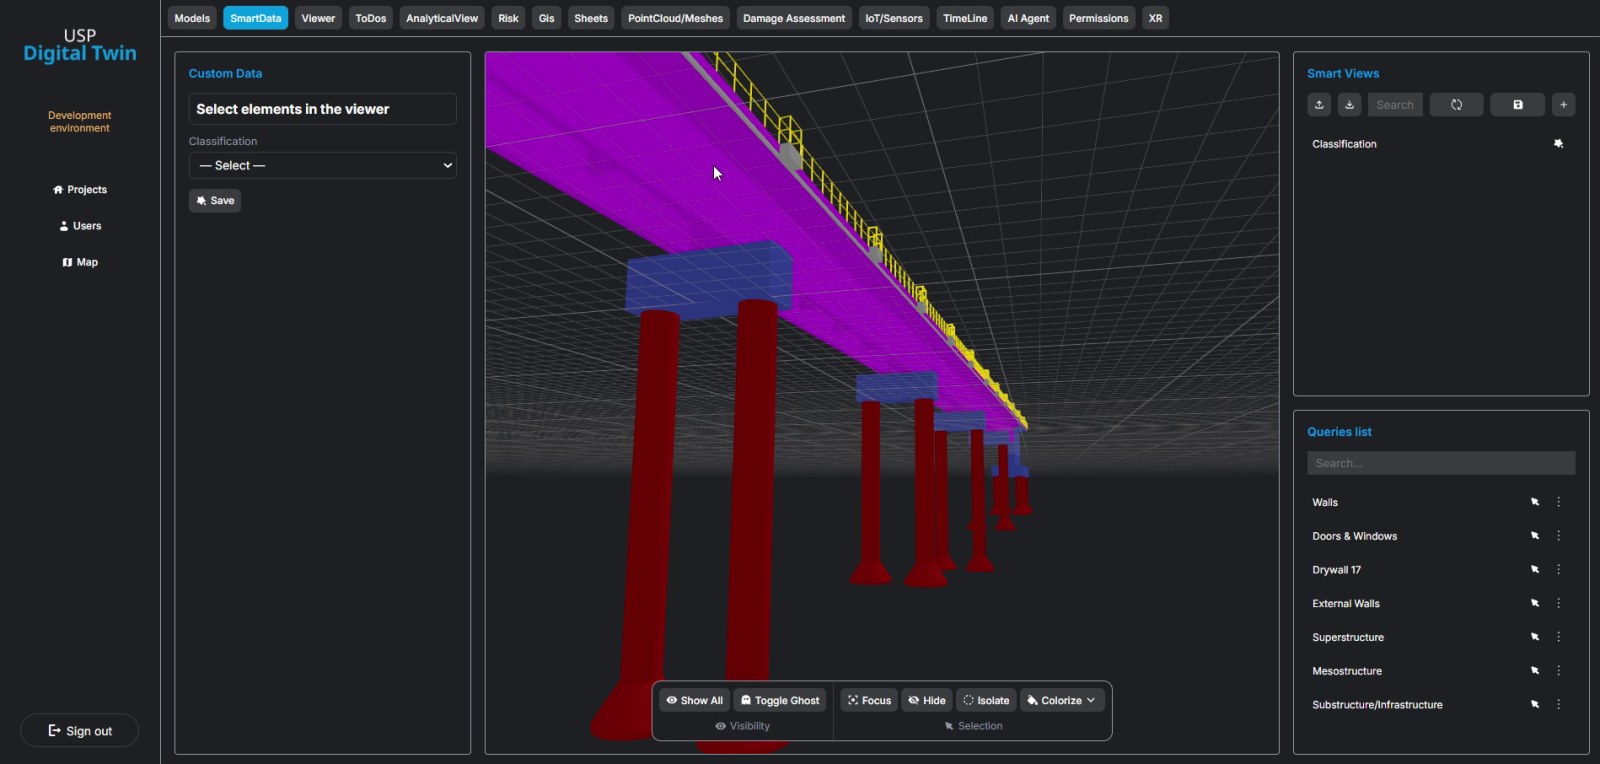 USP
Digital Twin
Development
environment
Projects
Users
Map
Sign out
Models
SmartData
Viewer
ToDos
AnalyticalView
Risk
Gis
Sheets
PointCloud/Meshes
Damage Assessment
IoT/Sensors
TimeLine
AI Agent
Permissions
XR
Custom Data
Select elements in the viewer
Classification
— Select —
Save
Show All
Toggle Ghost
Focus
Hide
Isolate
Colorize
Visibility
Selection
Smart Views
Search
Classification
Queries list
Search...
Walls
Doors & Windows
Drywall 17
External Walls
Superstructure
Mesostructure
Substructure/Infrastructure